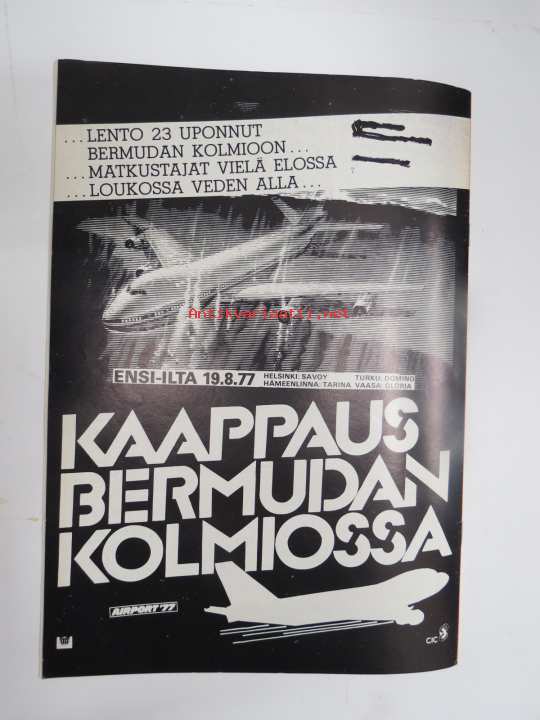 ...LENTO 23 UPONNUT
BERMUDAN KOLMIOON...
...MATKUSTAJAT VIELÄ ELOSSA
...LOUKOSSA VEDEN ALLA...
Antikvariaatti.net
ENSI-ILTA 19.8.77
HELSINKI: SAVOY TURKU: DOMINO
HÄMEENLINNA: TARINA VAASA: GLORIA
KAAPPAUS
BERMUDAN
KOLMIOSSA
AIRPORT '77
CIC